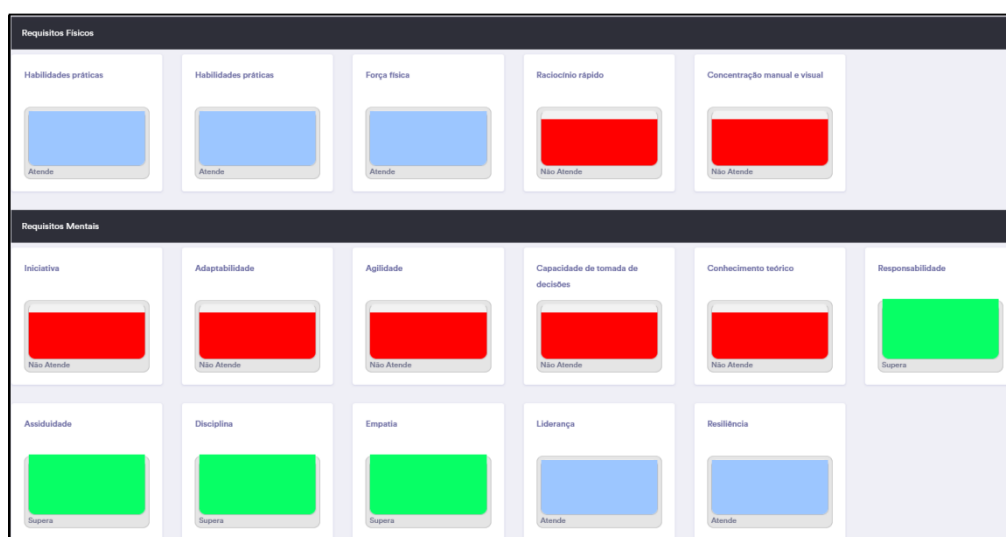 Requisitos Físicos
Habilidades práticas
Habilidades práticas
Força física
Raciocínio rápido
Concentração manual e visual
Atende
Atende
Atende
Não Atende
Não Atende
Requisitos Mentais
Iniciativa
Adaptabilidade
Agilidade
Capacidade de tomada de
decisões
Conhecimento teórico
Responsabilidade
Não Atende
Não Atende
Não Atende
Não Atende
Não Atende
Supera
Assiduidade
Disciplina
Empatia
Liderança
Resiliência
Supera
Supera
Supera
Atende
Atende